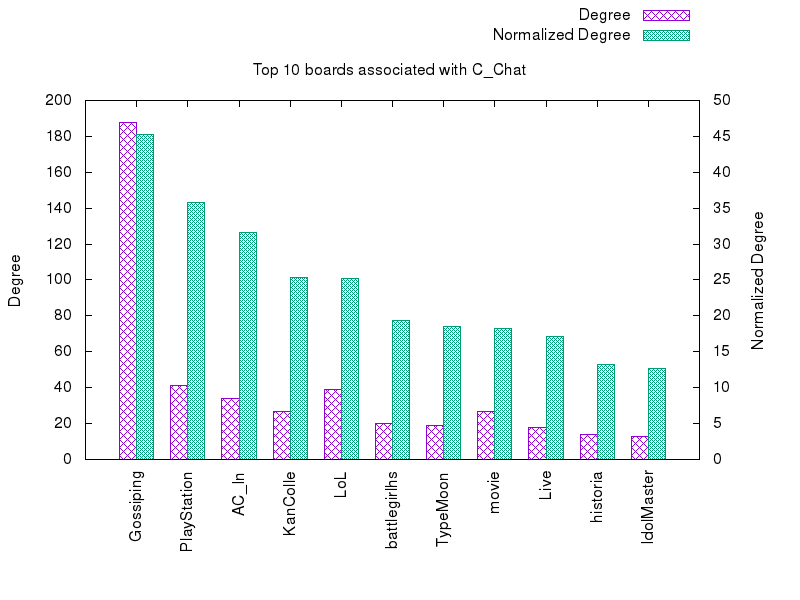 Degree
Normalized Degree
Top 10 boards associated with C_Chat
200
180
160
140
120
100
80
60
40
20
0
50
45
40
35
30
25
20
15
10
5
0
Degree
Normalized Degree
Gossiping
PlayStation
AC_In
KanColle
LoL
battlegirlhs
TypeMoon
movie
Live
historia
IdolMaster